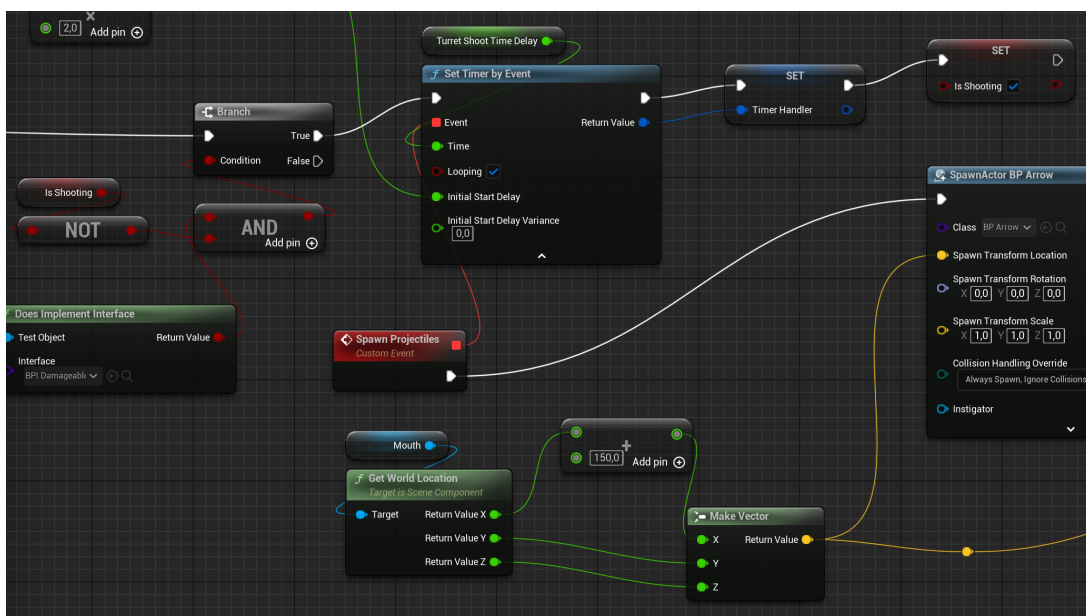 2,0
Add pin
Turret Shoot Time Delay
Set Timer by Event
Event
Return Value
Time
Looping
Initial Start Delay
Initial Start Delay Variance
0,0
SET
Timer Handler
SET
Is Shooting
Branch
True
Condition
False
Is Shooting
NOT
AND
Add pin
Does Implement Interface
Test Object
Return Value
Interface
BPI Damageable
Spawn Projectiles
Custom Event
SpawnActor BP Arrow
Class BP Arrow
Spawn Transform Location
Spawn Transform Rotation
X 0,0 Y 0,0 Z 0,0
Spawn Transform Scale
X 1,0 Y 1,0 Z 1,0
Collision Handling Override
Always Spawn, Ignore Collisions
Instigator
Mouth
Get World Location
Target is Scene Component
Target
Return Value X
Return Value Y
Return Value Z
+
150,0
Add pin
Make Vector
X
Return Value
Y
Z